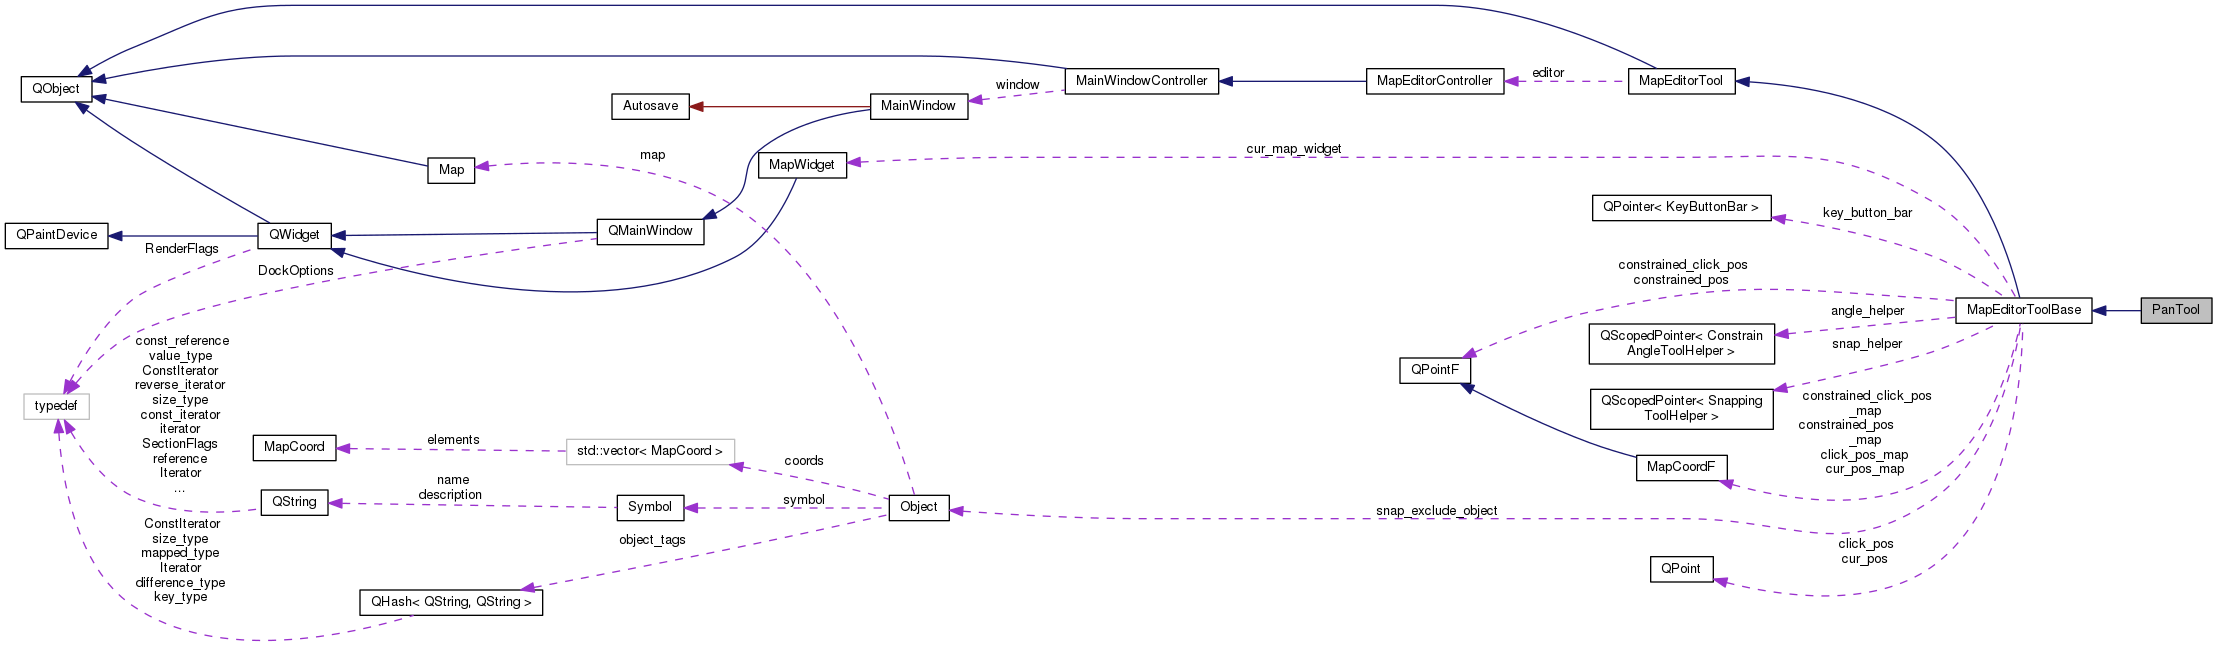 QObject
MainWindowController
MapEditorController
editor
MapEditorTool
window
Autosave
MainWindow
map
MapWidget
cur_map_widget
Map
QPointer< KeyButtonBar >
key_button_bar
QPaintDevice
QWidget
QMainWindow
RenderFlags
DockOptions
constrained_click_pos
constrained_pos
MapEditorToolBase
PanTool
angle_helper
QScopedPointer< Constrain
AngleToolHelper >
snap_helper
QPointF
const_reference
value_type
ConstIterator
reverse_iterator
size_type
const_iterator
iterator
SectionFlags
reference
Iterator
...
typedef
QScopedPointer< Snapping
ToolHelper >
constrained_click_pos
_map
constrained_pos
_map
click_pos_map
cur_pos_map
MapCoord
elements
std::vector< MapCoord >
coords
MapCoordF
QString
name
description
Symbol
symbol
Object
snap_exclude_object
object_tags
ConstIterator
size_type
mapped_type
Iterator
difference_type
key_type
QHash< QString, QString >
QPoint
click_pos
cur_pos